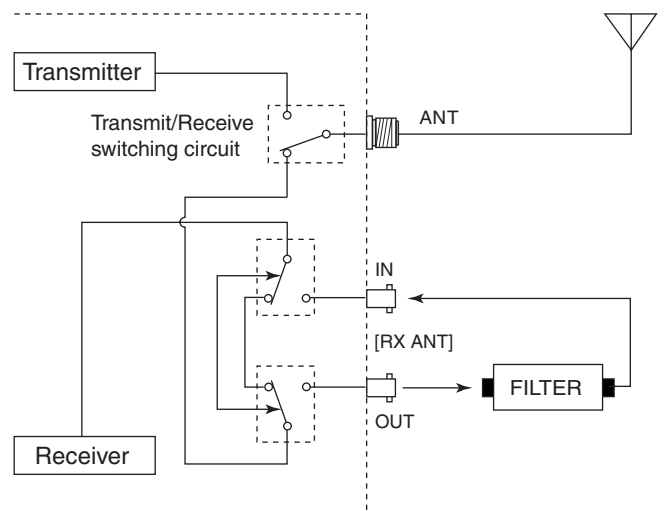 Transmitter
Transmit/Receive
switching circuit
ANT
IN
[RX ANT]
FILTER
OUT
Receiver